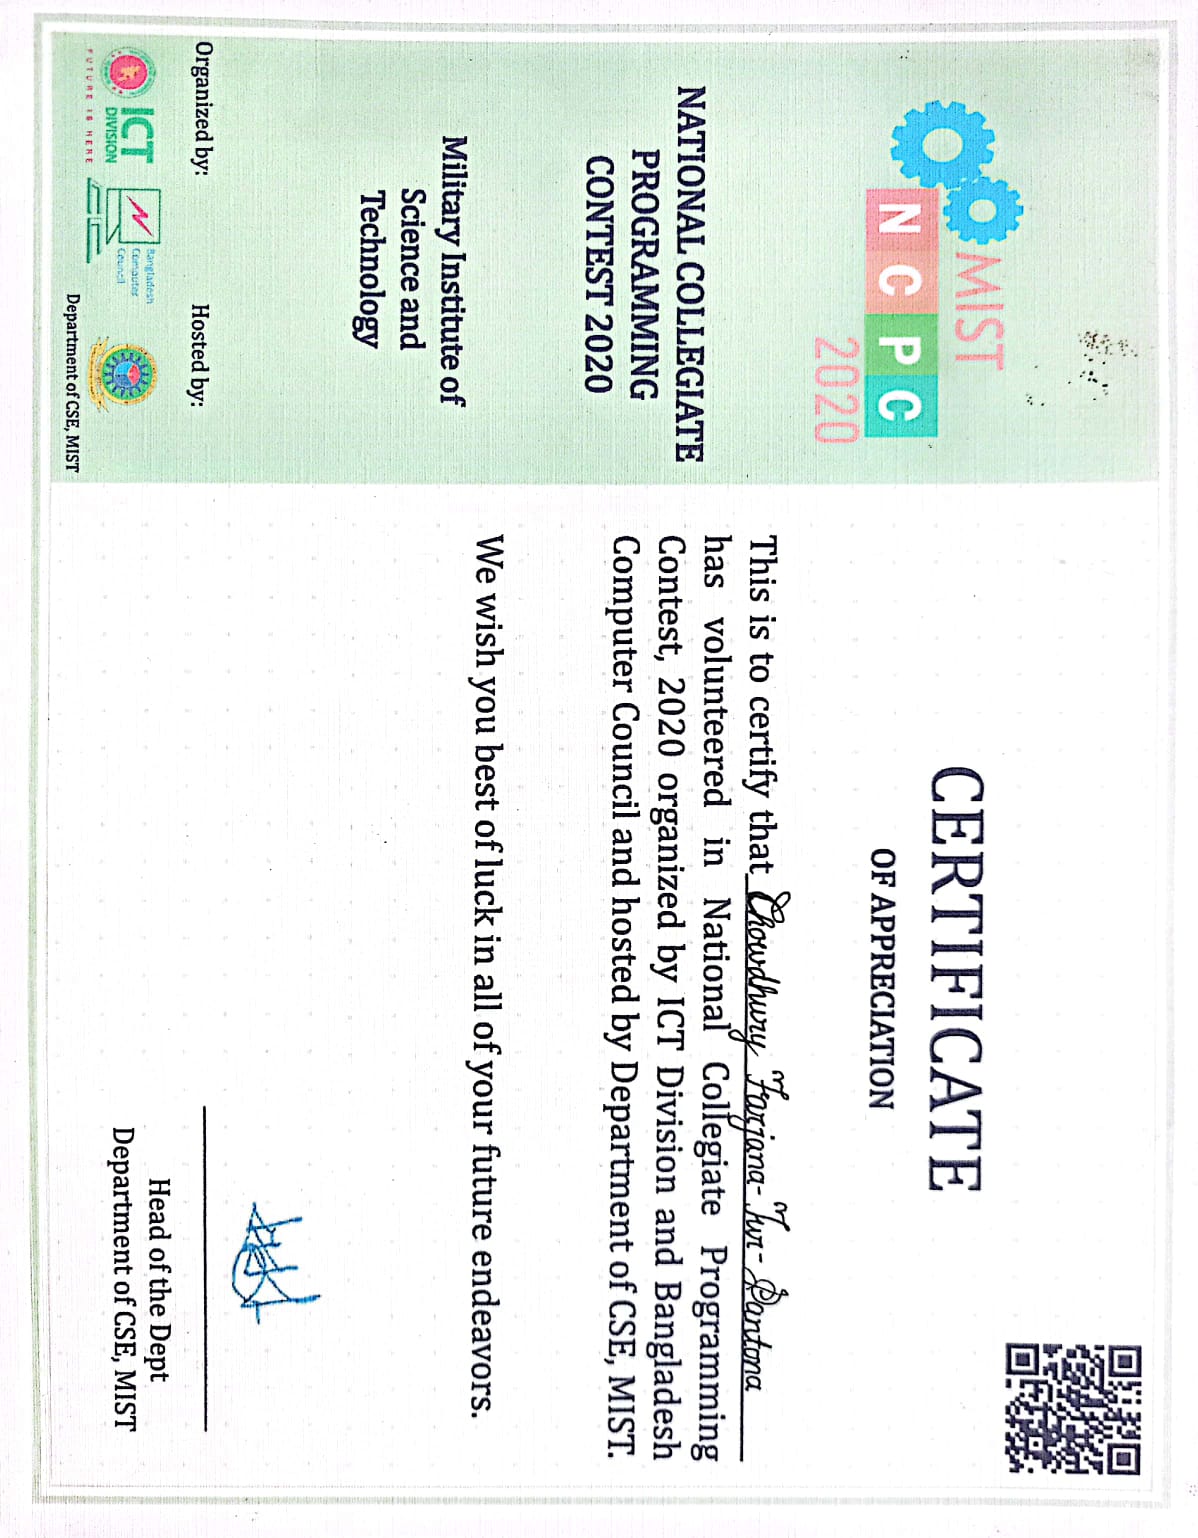 MIST
NCPC
2020
NATIONAL COLLEGIATE
PROGRAMMING
CONTEST 2020
Military Institute of
Science and
Technology
Organized by:
Hosted by:
ICT
DIVISION
FUTURE IS HERE
Bangladesh
Computer
Council
Department of CSE, MIST
CERTIFICATE
OF APPRECIATION
This is to certify that Chowdhury Farjana-Tur-Santona
has volunteered in National Collegiate Programming
Contest, 2020 organized by ICT Division and Bangladesh
Computer Council and hosted by Department of CSE, MIST.
We wish you best of luck in all of your future endeavors.
Head of the Dept
Department of CSE, MIST